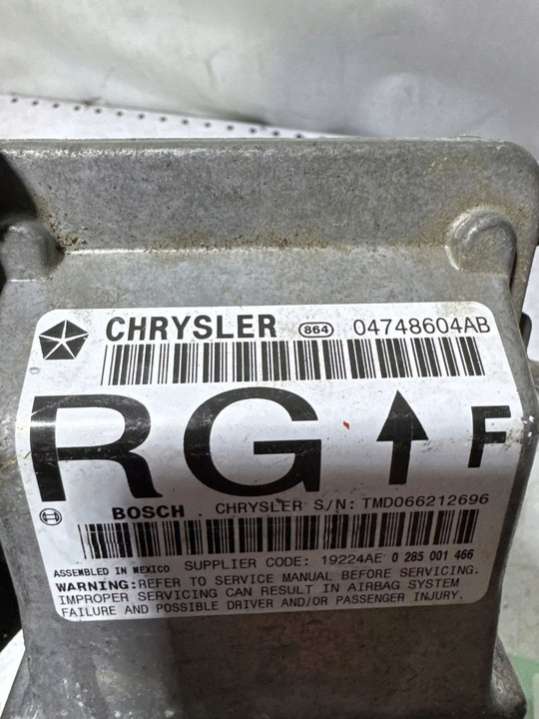 CHRYSLER 864 04748604AB
RG F
BOSCH CHRYSLER S/N: TMD066212696
ASSEMBLED IN MEXICO SUPPLIER CODE: 19224AE 0 285 001 466
WARNING: REFER TO SERVICE MANUAL BEFORE SERVICING.
IMPROPER SERVICING CAN RESULT IN AIRBAG SYSTEM
FAILURE AND POSSIBLE DRIVER AND/OR PASSENGER INJURY.